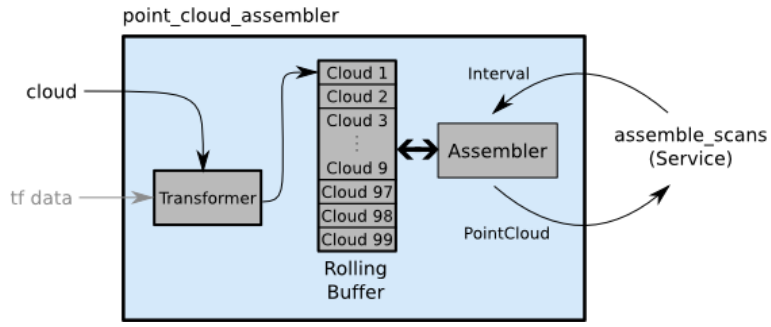 point_cloud_assembler
cloud
tf data
Transformer
Cloud 1
Cloud 2
Cloud 3
Cloud 9
Cloud 97
Cloud 98
Cloud 99
Rolling
Buffer
Interval
Assembler
PointCloud
assemble_scans
(Service)